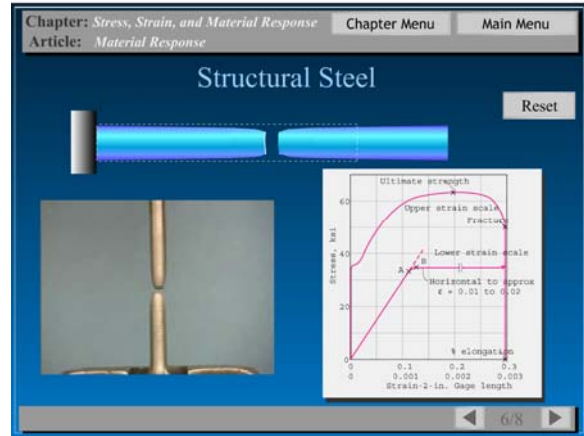 Chapter: Stress, Strain, and Material Response
Article: Material Response
Chapter Menu
Main Menu
Structural Steel
Reset
Ultimate strength
Upper strain scale
Fracture
Lower strain scale
A
B
Horizontal to approx
ε = 0.01 to 0.02
% elongation
Stress, ksi
60
40
20
0
0 0.1 0.2 0.3
0 0.001 0.002 0.003
Strain-2-in. Gage length
6/8